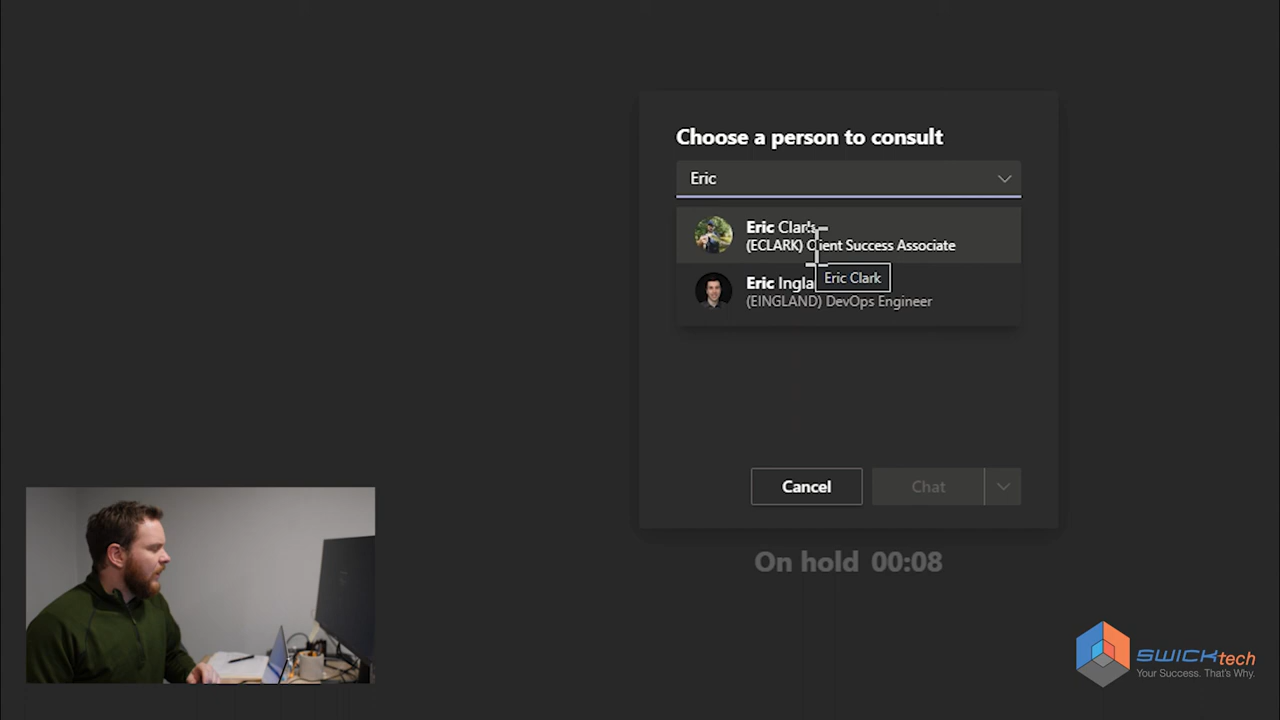 Choose a person to consult
Eric
Eric Clark
(ECLARK) Client Success Associate
Eric Clark
Eric Ingla
(EINGLAND) DevOps Engineer
Cancel
Chat
On hold 00:08
SWICKtech
Your Success. That's Why.